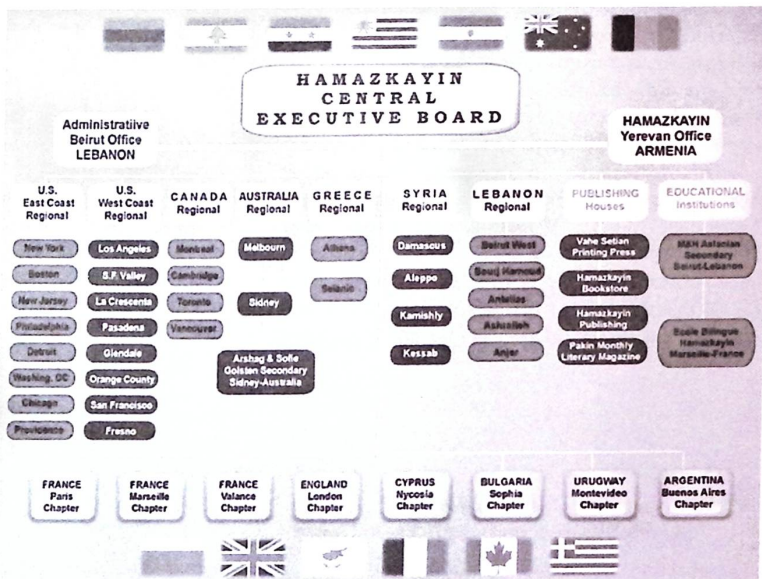 HAMAZKAYIN
CENTRAL
EXECUTIVE BOARD
Administratiive
Beirut Office
LEBANON
HAMAZKAYIN
Yerevan Office
ARMENIA
U.S.
East Coast
Regional
New York
Boston
New Jersey
Philadelphia
Detroit
Washing. DC
Chicago
Providence
U.S.
West Coast
Regional
Los Angeles
S.F. Valley
La Crescenta
Pasadena
Glendale
Orange County
San Francisco
Fresno
CANADA
Regional
Montreal
Cambridge
Toronto
Vancouver
AUSTRALIA
Regional
Melbourn
Sidney
Arshag & Sofie
Golsten Secondary
Sidney-Australia
GREECE
Regional
Athens
Selanic
SYRIA
Regional
Damascus
Aleppo
Kamishly
Kessab
LEBANON
Regional
Beirut West
Bourj Hamoud
Antelias
Ashrafieh
Anjer
PUBLISHING
Houses
Vahe Setian
Printing Press
Hamazkayin
Bookstore
Hamazkayin
Publishing
Pakin Monthly
Literary Magazine
EDUCATIONAL
Institutions
M&H Aslanian
Secondary
Beirut-Lebanon
Ecole Bilingue
Hamazkayin
Marseille-France
FRANCE
Paris
Chapter
FRANCE
Marseille
Chapter
FRANCE
Valance
Chapter
ENGLAND
London
Chapter
CYPRUS
Nycosia
Chapter
BULGARIA
Sophia
Chapter
URUGWAY
Montevideo
Chapter
ARGENTINA
Buenos Aires
Chapter